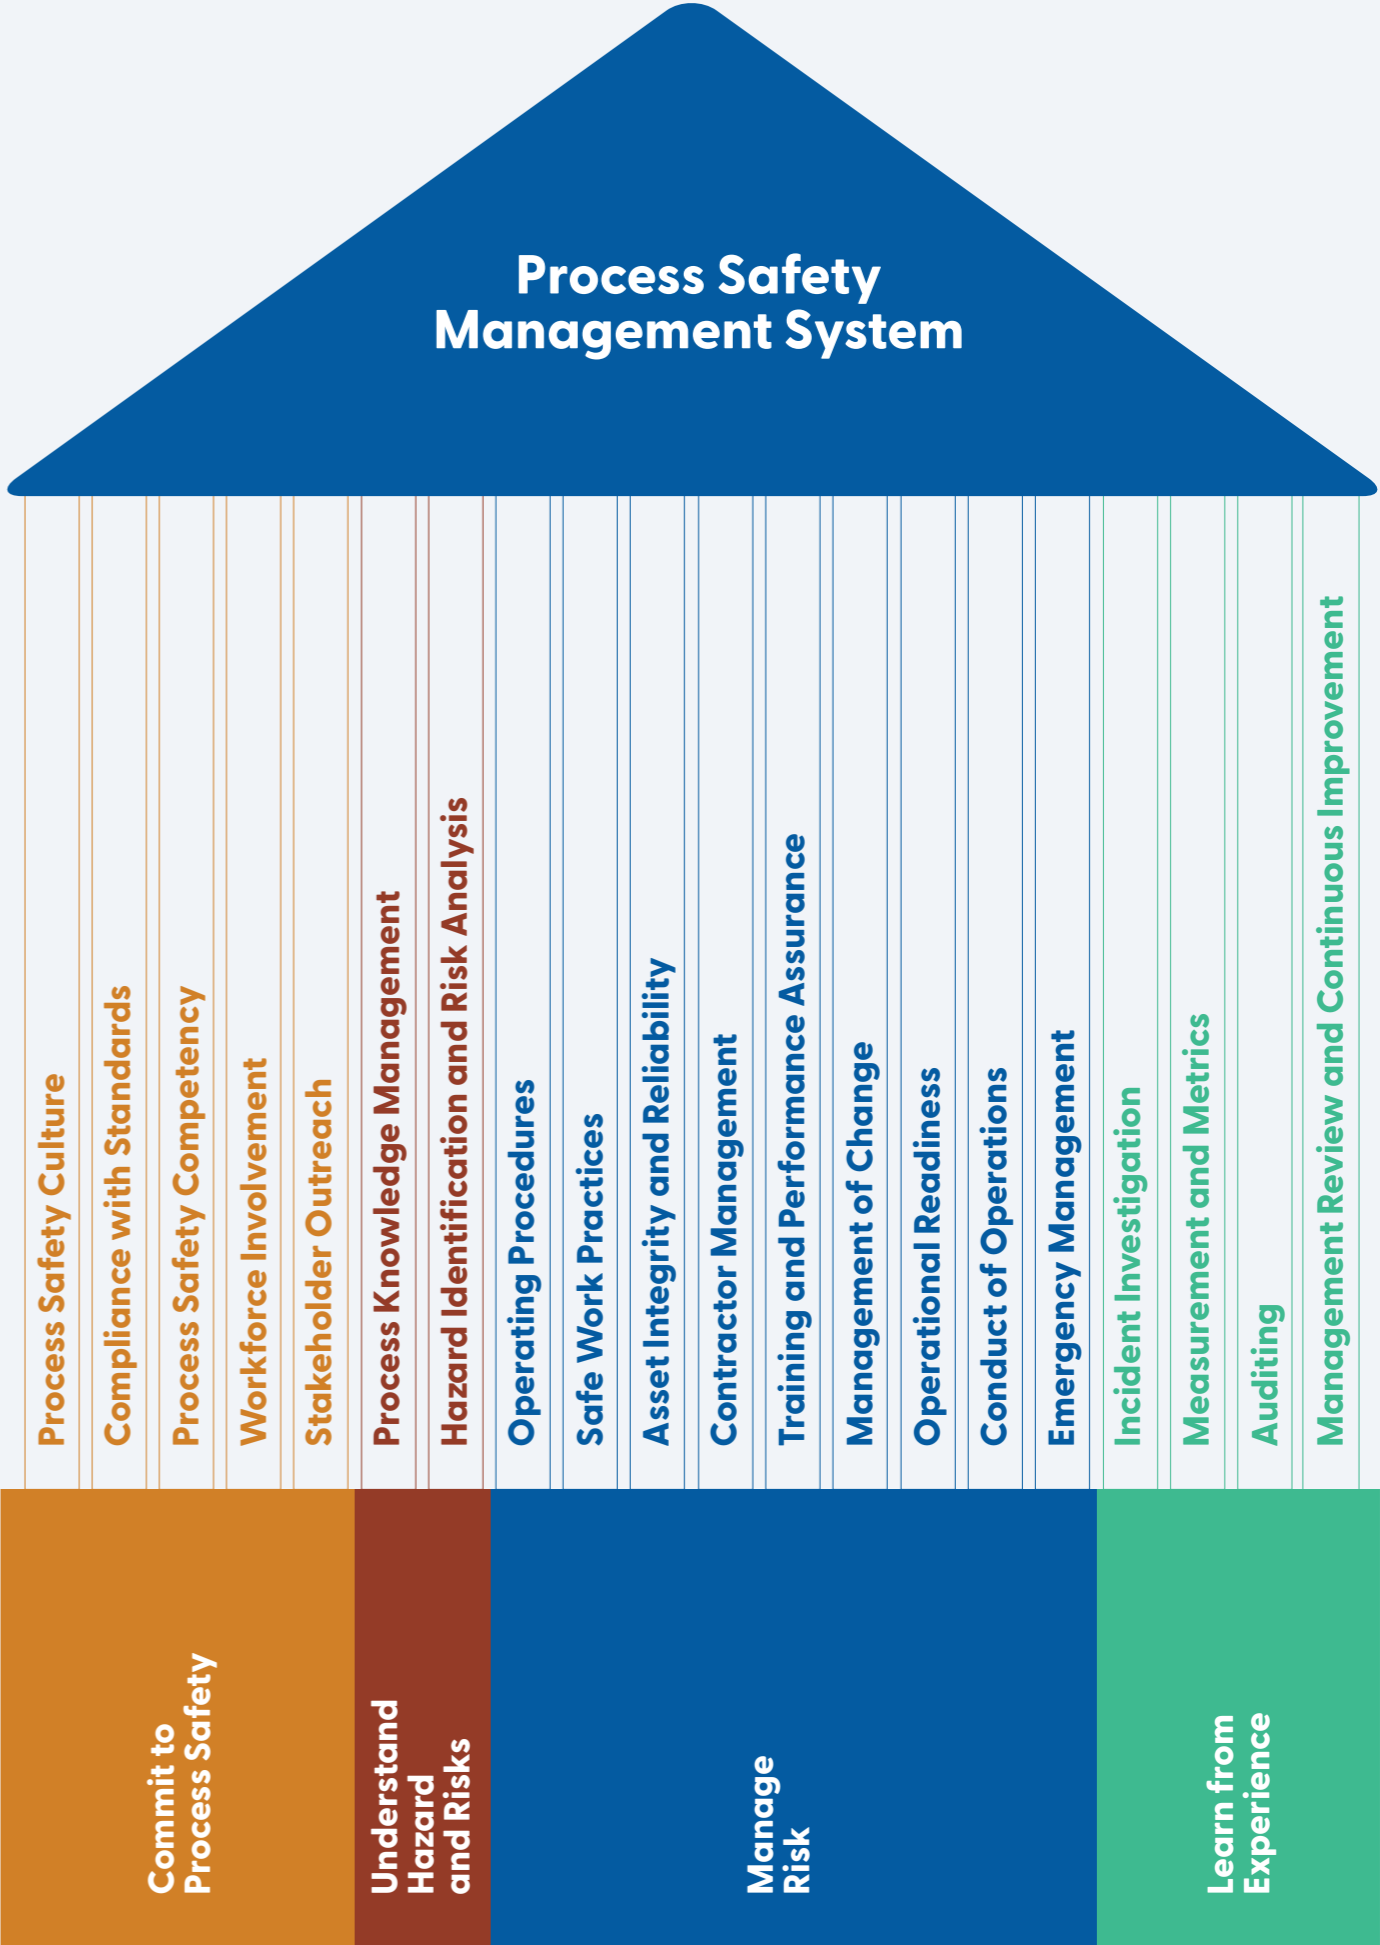 Process Safety
Management System
Process Safety Culture
Compliance with Standards
Process Safety Competency
Workforce Involvement
Stakeholder Outreach
Process Knowledge Management
Hazard Identification and Risk Analysis
Operating Procedures
Safe Work Practices
Asset Integrity and Reliability
Contractor Management
Training and Performance Assurance
Management of Change
Operational Readiness
Conduct of Operations
Emergency Management
Incident Investigation
Measurement and Metrics
Auditing
Management Review and Continuous Improvement
Commit to
Process Safety
Understand
Hazard
and Risks
Manage
Risk
Learn from
Experience